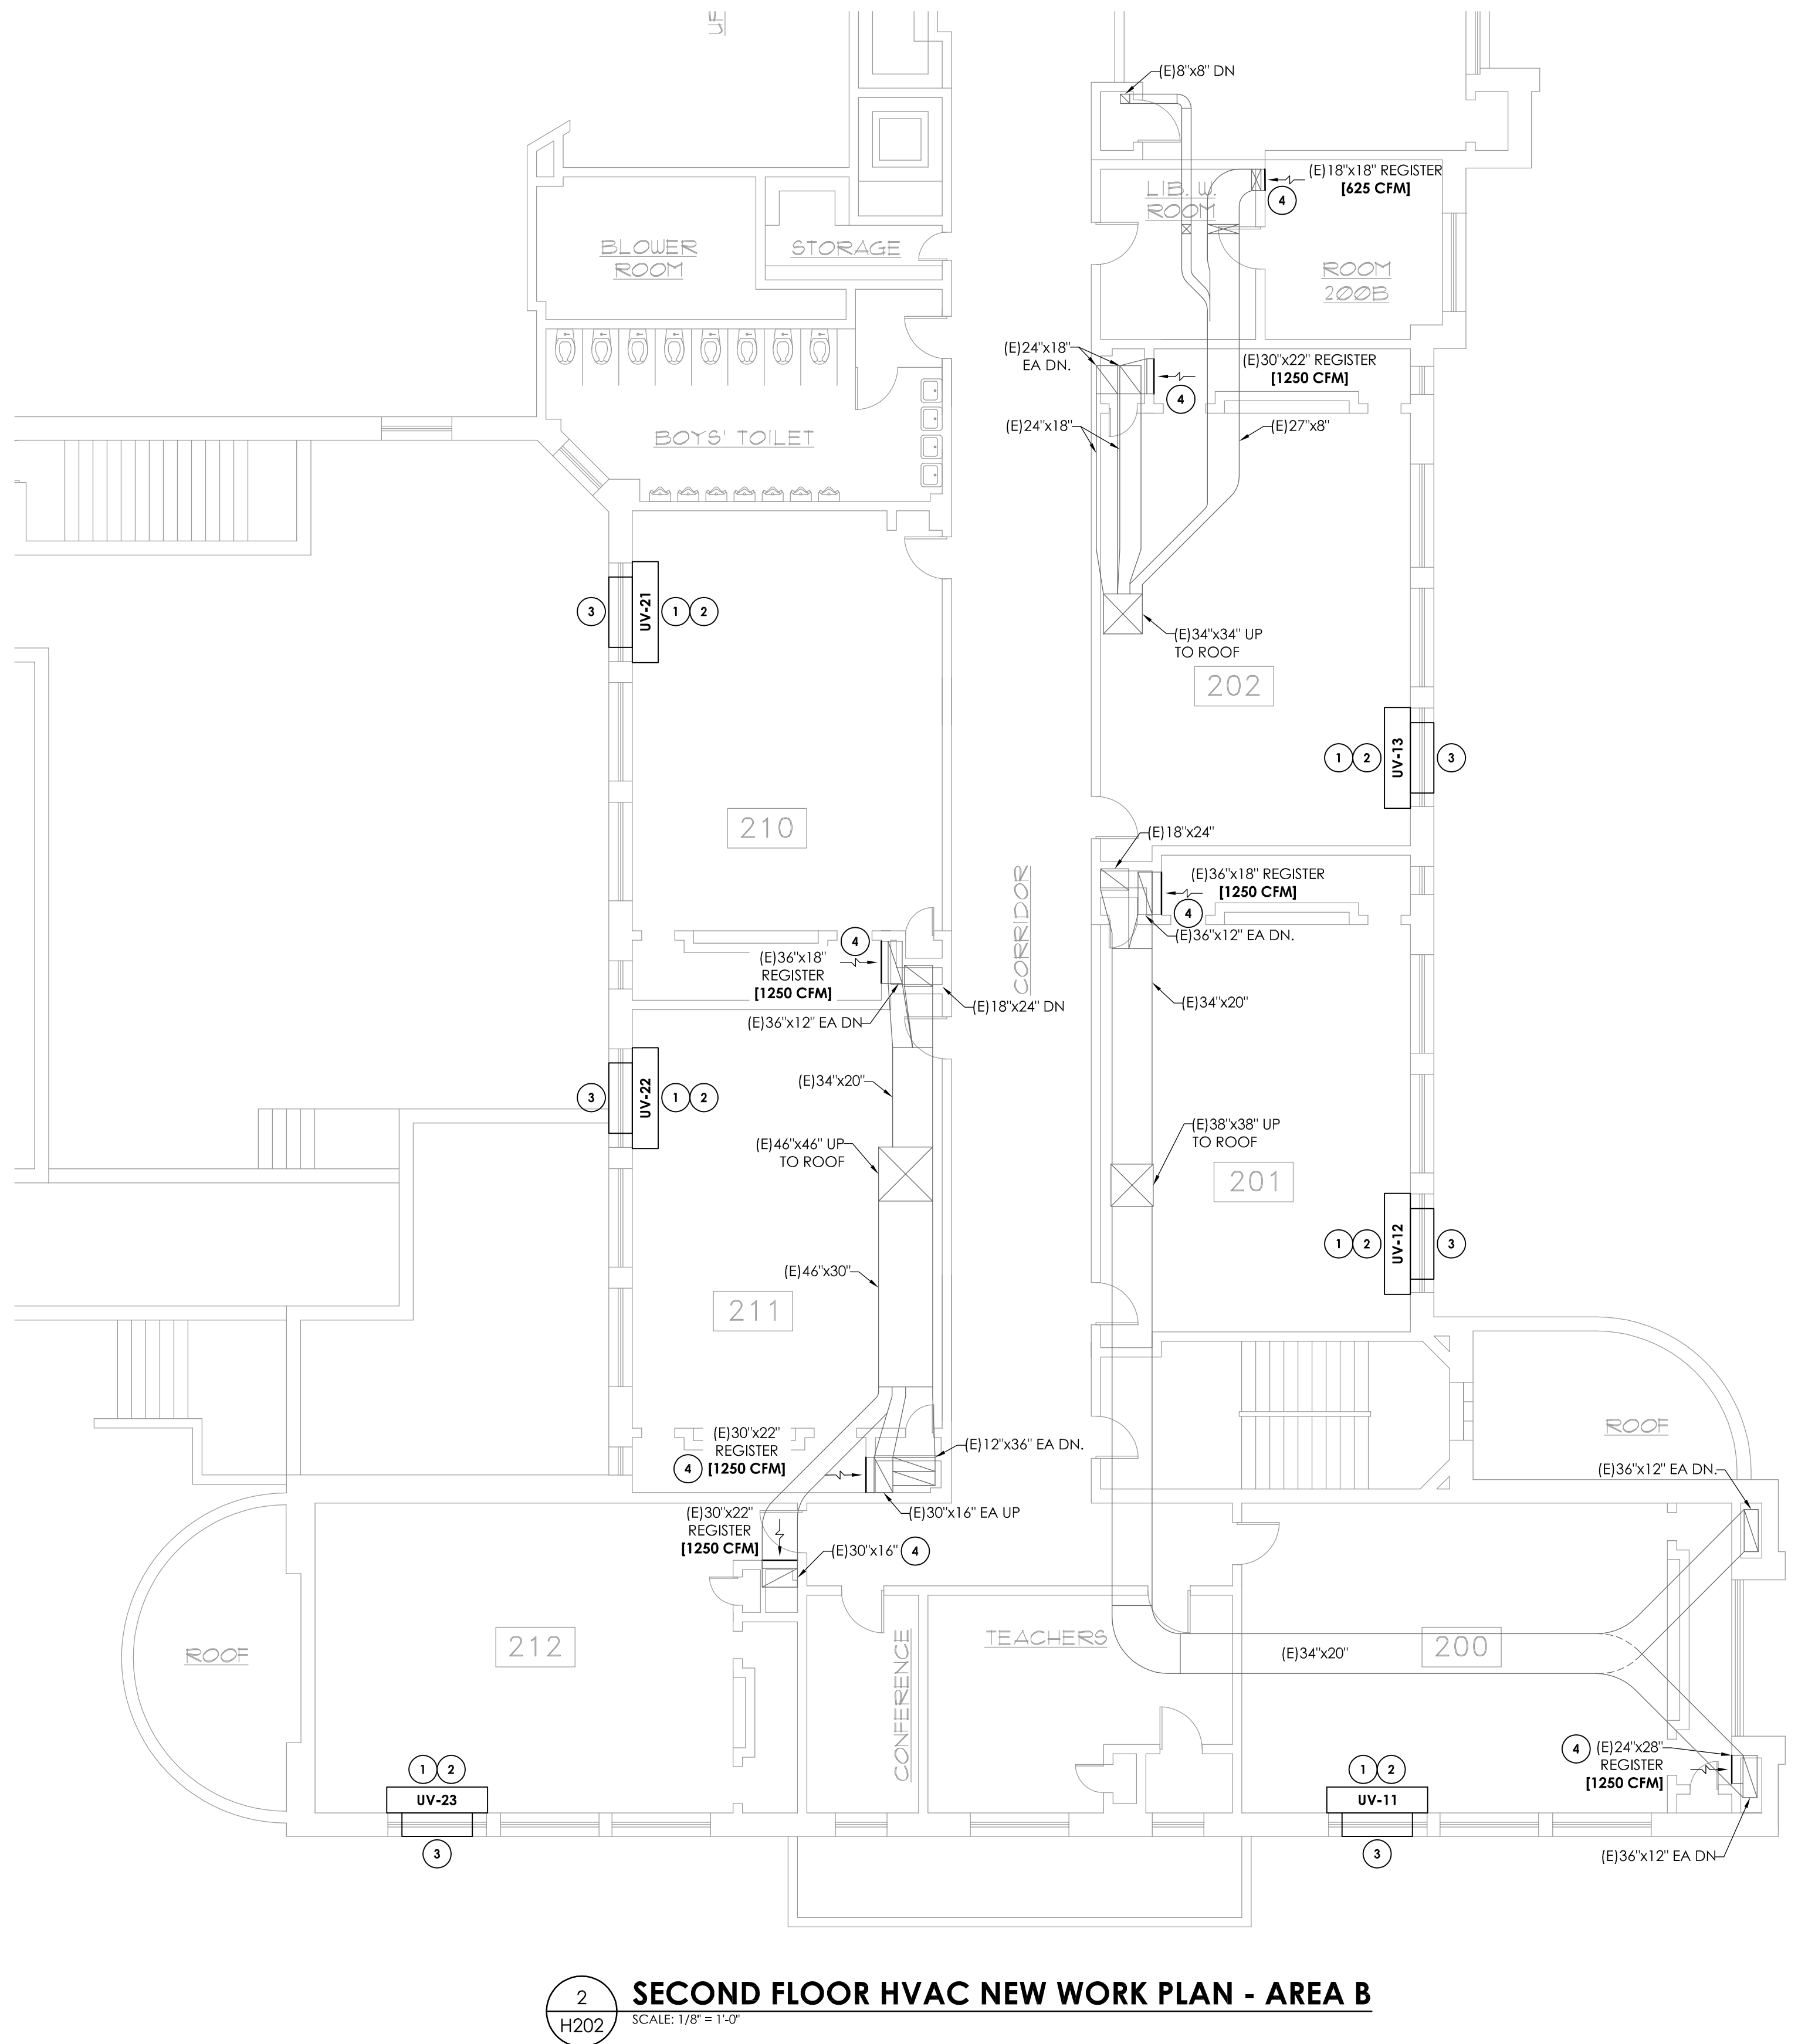 UP
(E)8"x8" DN
(E)18"x18" REGISTER
[625 CFM]
4
LIB. W.
ROOM
BLOWER
ROOM
STORAGE
ROOM
200B
(E)24"x18"
EA DN.
(E)30"x22" REGISTER
[1250 CFM]
4
(E)24"x18"
(E)27"x8"
BOYS' TOILET
3
UV-21
1
2
(E)34"x34" UP
TO ROOF
202
1
2
UV-13
3
210
(E)18"x24"
(E)36"x18" REGISTER
[1250 CFM]
4
(E)36"x12" EA DN.
CORRIDOR
4
(E)36"x18"
REGISTER
[1250 CFM]
(E)36"x12" EA DN
(E)18"x24" DN
(E)34"x20"
3
UV-22
1
2
(E)34"x20"
(E)46"x46" UP
TO ROOF
(E)38"x38" UP
TO ROOF
201
1
2
UV-12
3
(E)46"x30"
211
(E)30"x22"
REGISTER
4
[1250 CFM]
(E)12"x36" EA DN.
(E)30"x16" EA UP
ROOF
(E)36"x12" EA DN.
(E)30"x22"
REGISTER
[1250 CFM]
(E)30"x16"
4
ROOF
212
CONFERENCE
TEACHERS
(E)34"x20"
200
4
(E)24"x28"
REGISTER
[1250 CFM]
1
2
UV-23
3
1
2
UV-11
3
(E)36"x12" EA DN
2
H202
SECOND FLOOR HVAC NEW WORK PLAN - AREA B
SCALE: 1/8" = 1'-0"